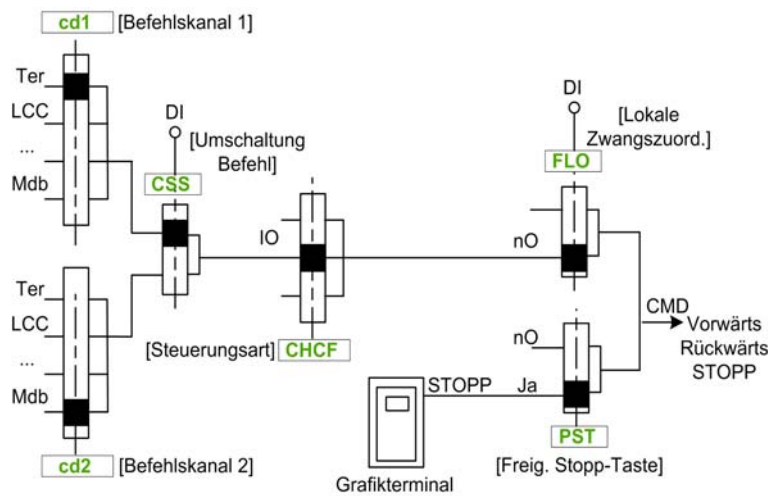 cd1 [Befehlskanal 1]
Ter
LCC
...
Mdb
DI
[Umschaltung
Befehl]
CSS
DI
[Lokale
Zwangszuord.]
FLO
IO
nO
Ter
LCC
...
Mdb
[Steuerungsart] CHCF
nO
CMD
Vorwärts
Rückwärts
STOPP
STOPP Ja
cd2 [Befehlskanal 2]
PST
[Freig. Stopp-Taste]
Grafikterminal